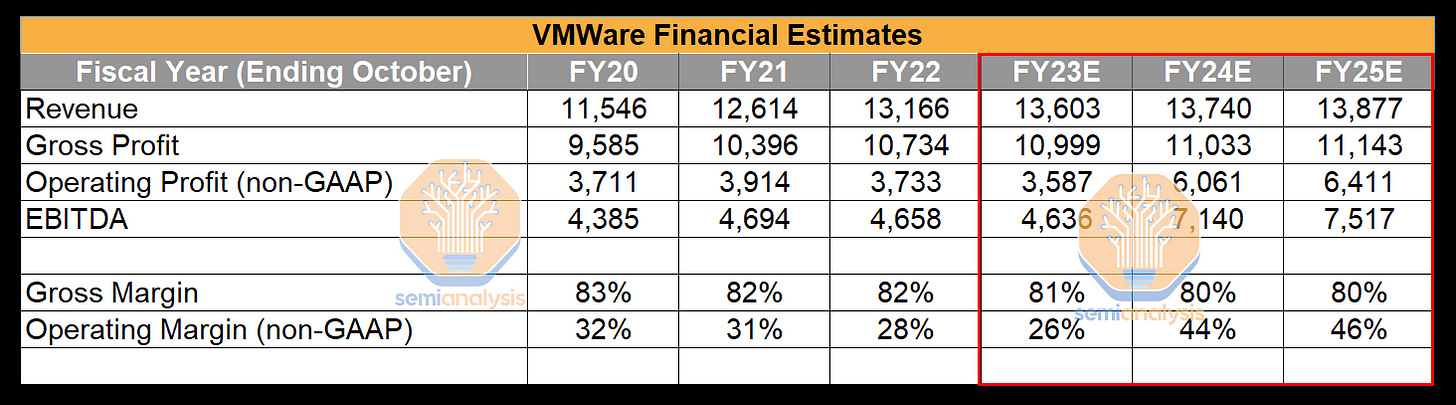 VMWare Financial Estimates
Fiscal Year (Ending October) FY20 FY21 FY22 FY23E FY24E FY25E
Revenue 11,546 12,614 13,166 13,603 13,740 13,877
Gross Profit 9,585 10,396 10,734 10,999 11,033 11,143
Operating Profit (non-GAAP) 3,711 3,914 3,733 3,587 6,061 6,411
EBITDA 4,385 4,694 4,658 4,636 7,140 7,517
Gross Margin 83% 82% 82% 81% 80% 80%
semianalysis
semianalysis
Operating Margin (non-GAAP) 32% 31% 28% 26% 44% 46%